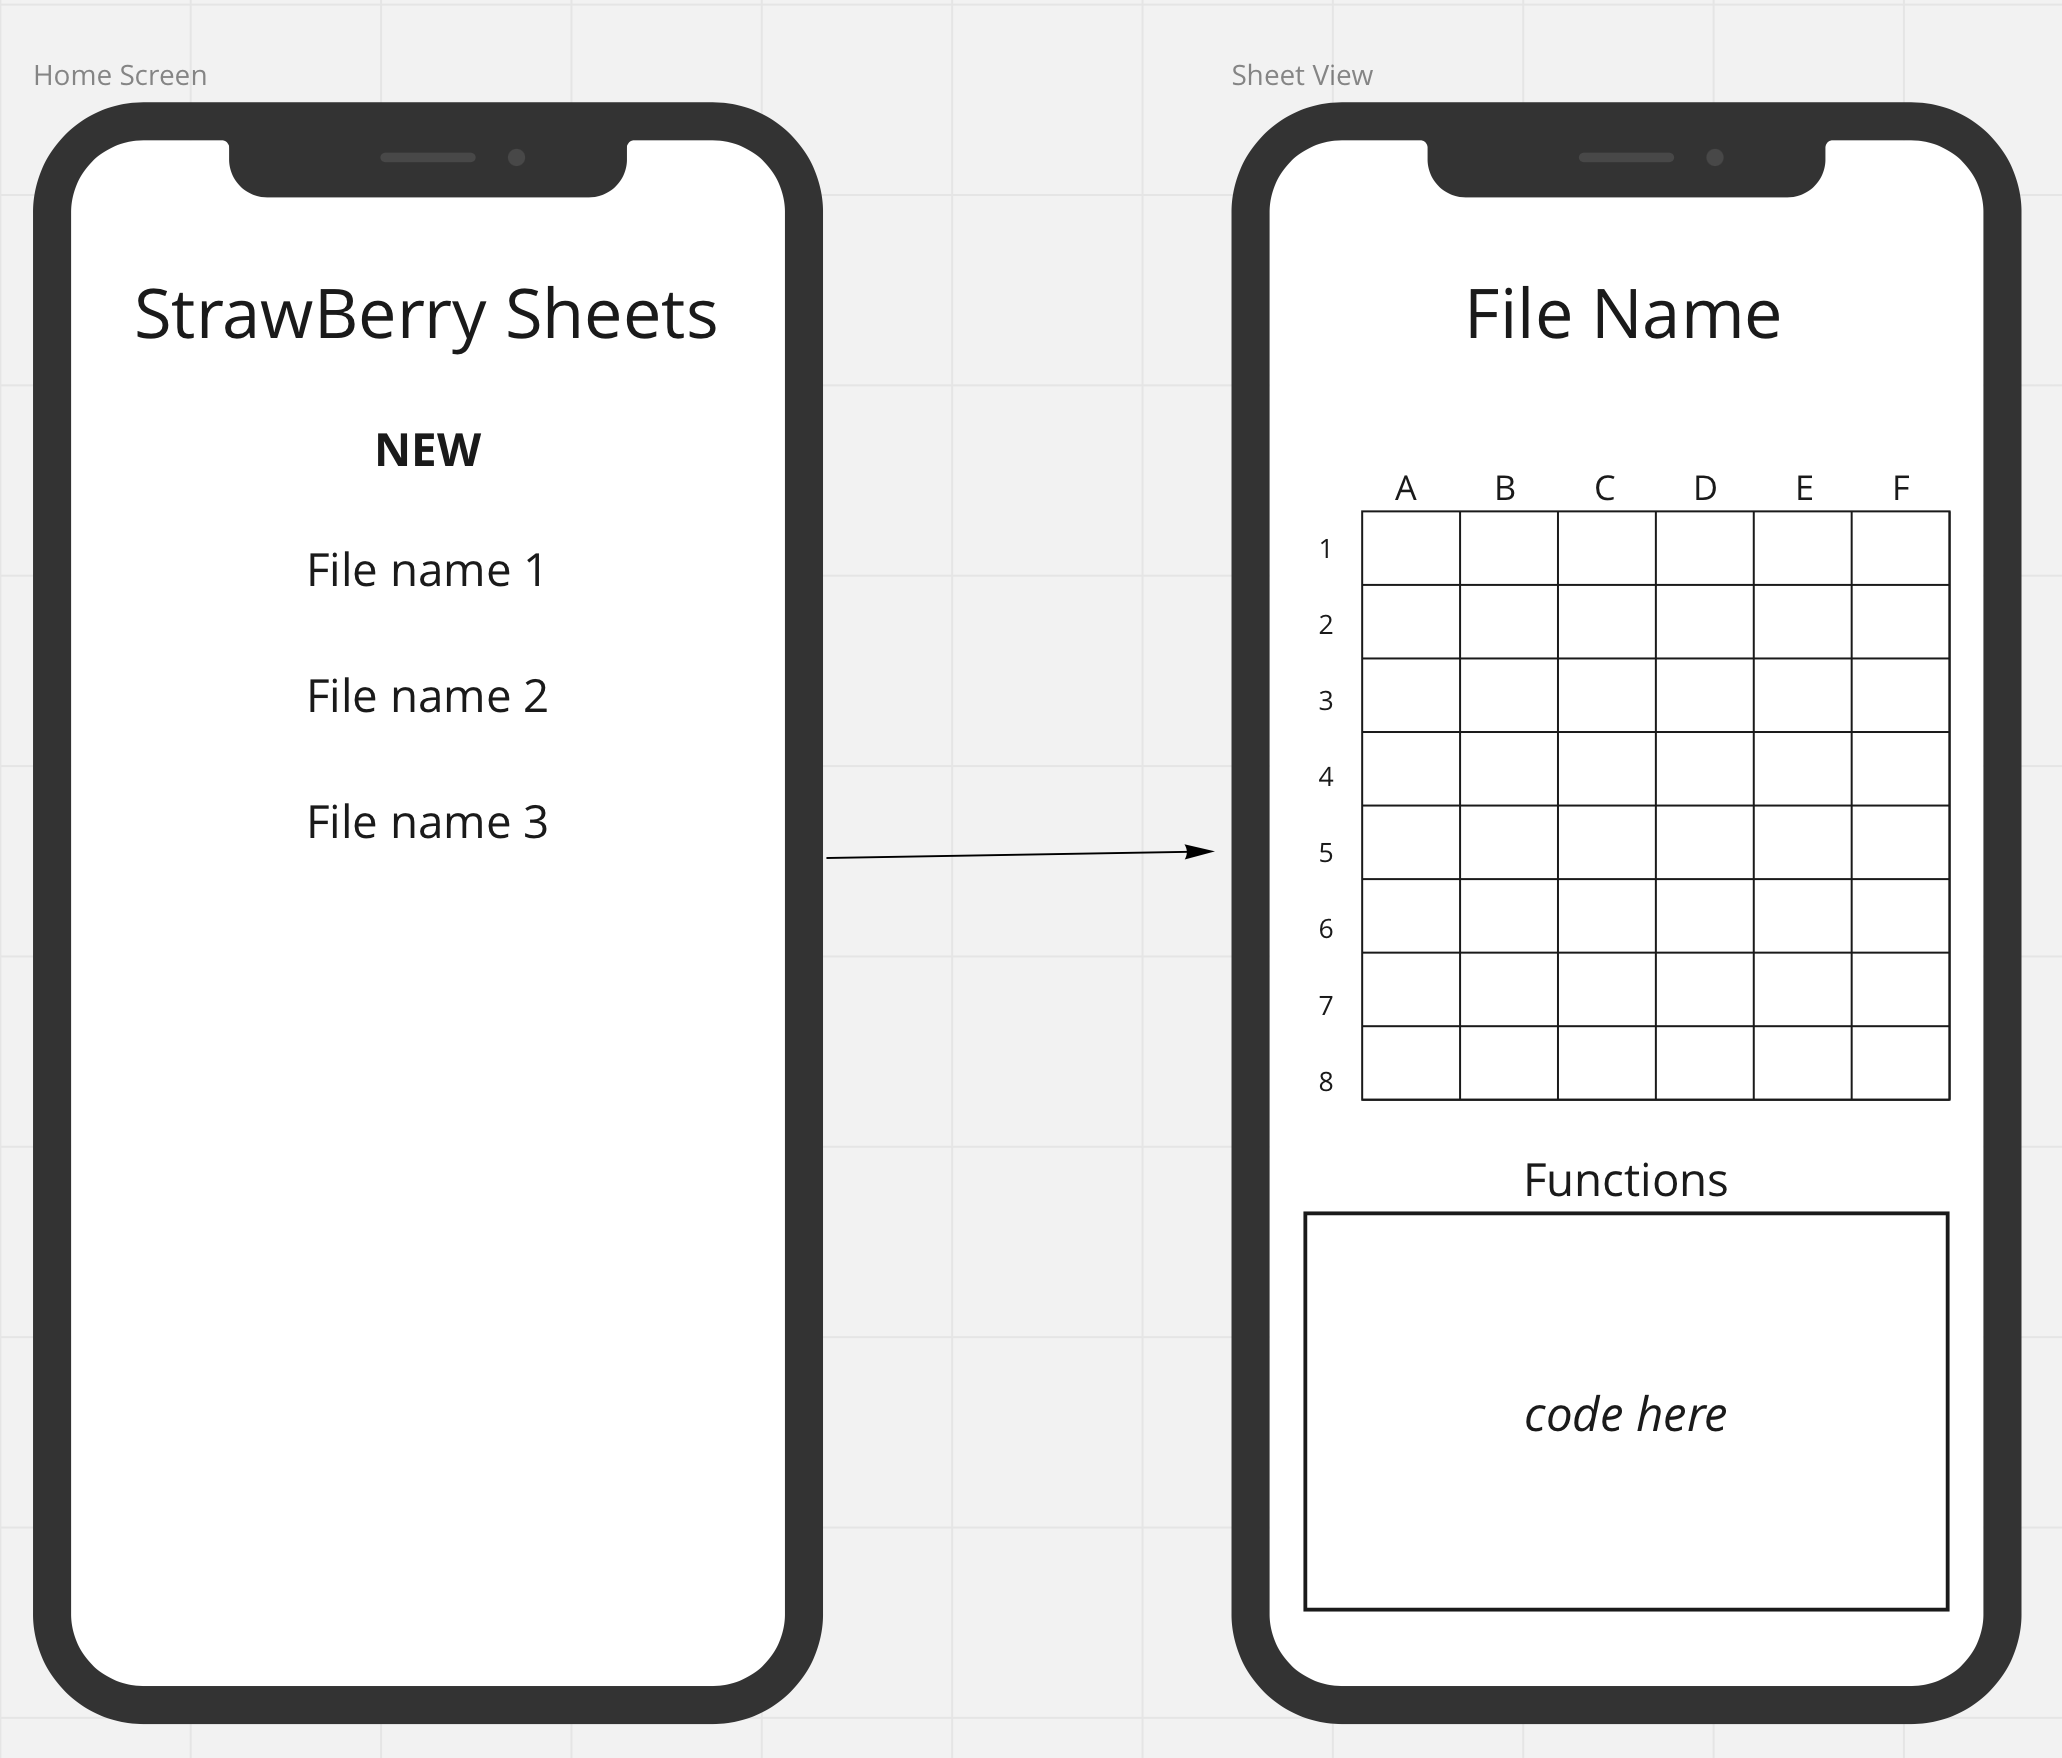 Home Screen
StrawBerry Sheets
NEW
File name 1
File name 2
File name 3
Sheet View
File Name
A B C D E F
1
2
3
4
5
6
7
8
Functions
code here